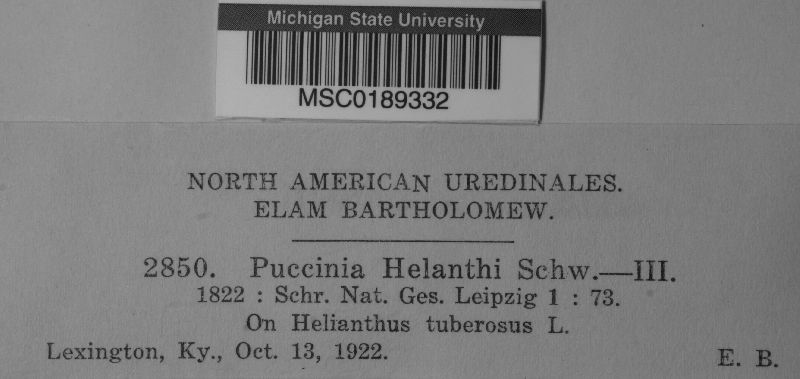 Michigan State University
MSC0189332
NORTH AMERICAN UREDINALES.
ELAM BARTHOLOMEW.
2850. Puccinia Helanthi Schw.—III.
1822 : Schr. Nat. Ges. Leipzig 1 : 73.
On Helianthus tuberosus L.
Lexington, Ky., Oct. 13, 1922. E. B.